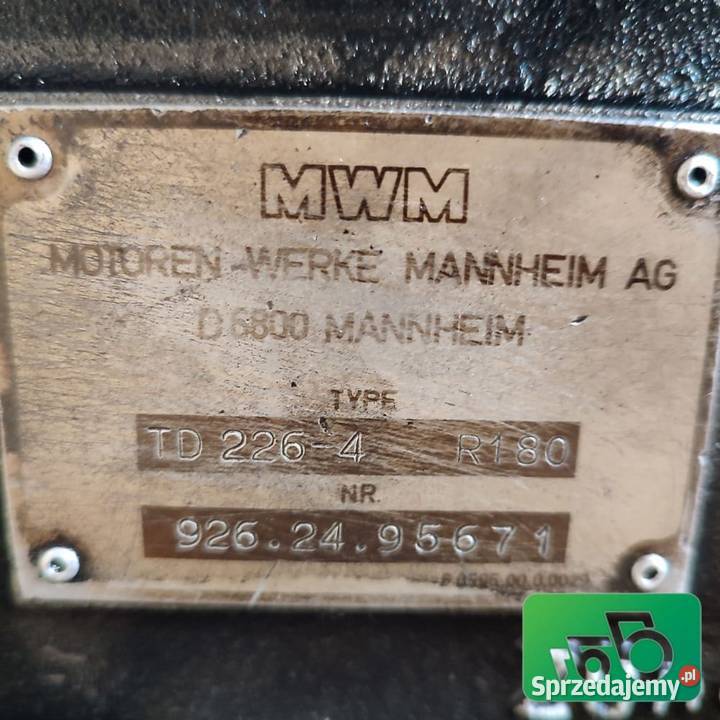 MWM
MOTOREN-WERKE MANNHEIM AG
D 6800 MANNHEIM
TYPE
TD 226-4 R180
NR.
926.24.95671
Sprzedajemy.pl